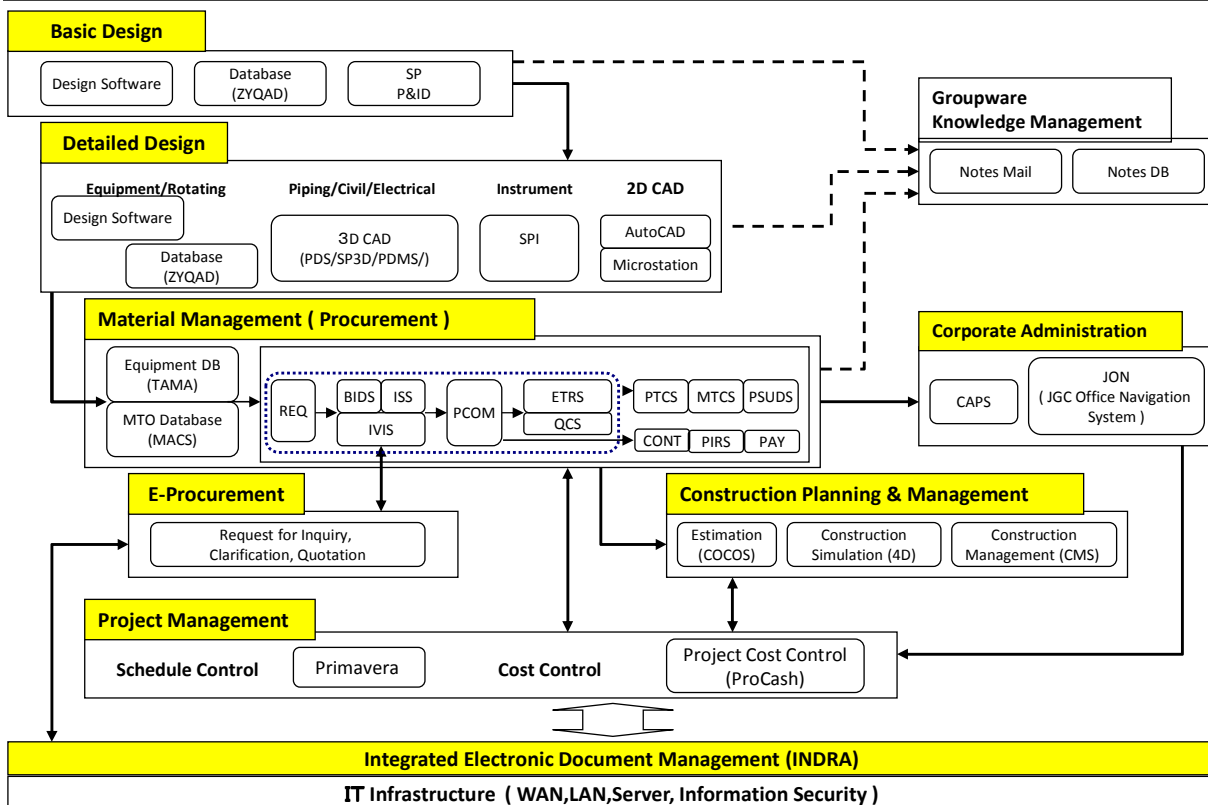 Basic Design
Design Software
Database
(ZYQAD)
SP
P&ID
Groupware
Knowledge Management
Notes Mail
Notes DB
Detailed Design
Equipment/Rotating
Piping/Civil/Electrical
Instrument
2D CAD
Design Software
Database
(ZYQAD)
３D CAD
(PDS/SP3D/PDMS/)
SPI
AutoCAD
Microstation
Material Management ( Procurement )
Equipment DB
(TAMA)
MTO Database
(MACS)
REQ
BIDS
ISS
IVIS
PCOM
ETRS
QCS
PTCS
MTCS
PSUDS
CONT
PIRS
PAY
Corporate Administration
CAPS
JON
( JGC Office Navigation
System )
E-Procurement
Request for Inquiry,
Clarification, Quotation
Construction Planning & Management
Estimation
(COCOS)
Construction
Simulation (4D)
Construction
Management (CMS)
Project Management
Schedule Control
Primavera
Cost Control
Project Cost Control
(ProCash)
Integrated Electronic Document Management (INDRA)
IT Infrastructure ( WAN,LAN,Server, Information Security )